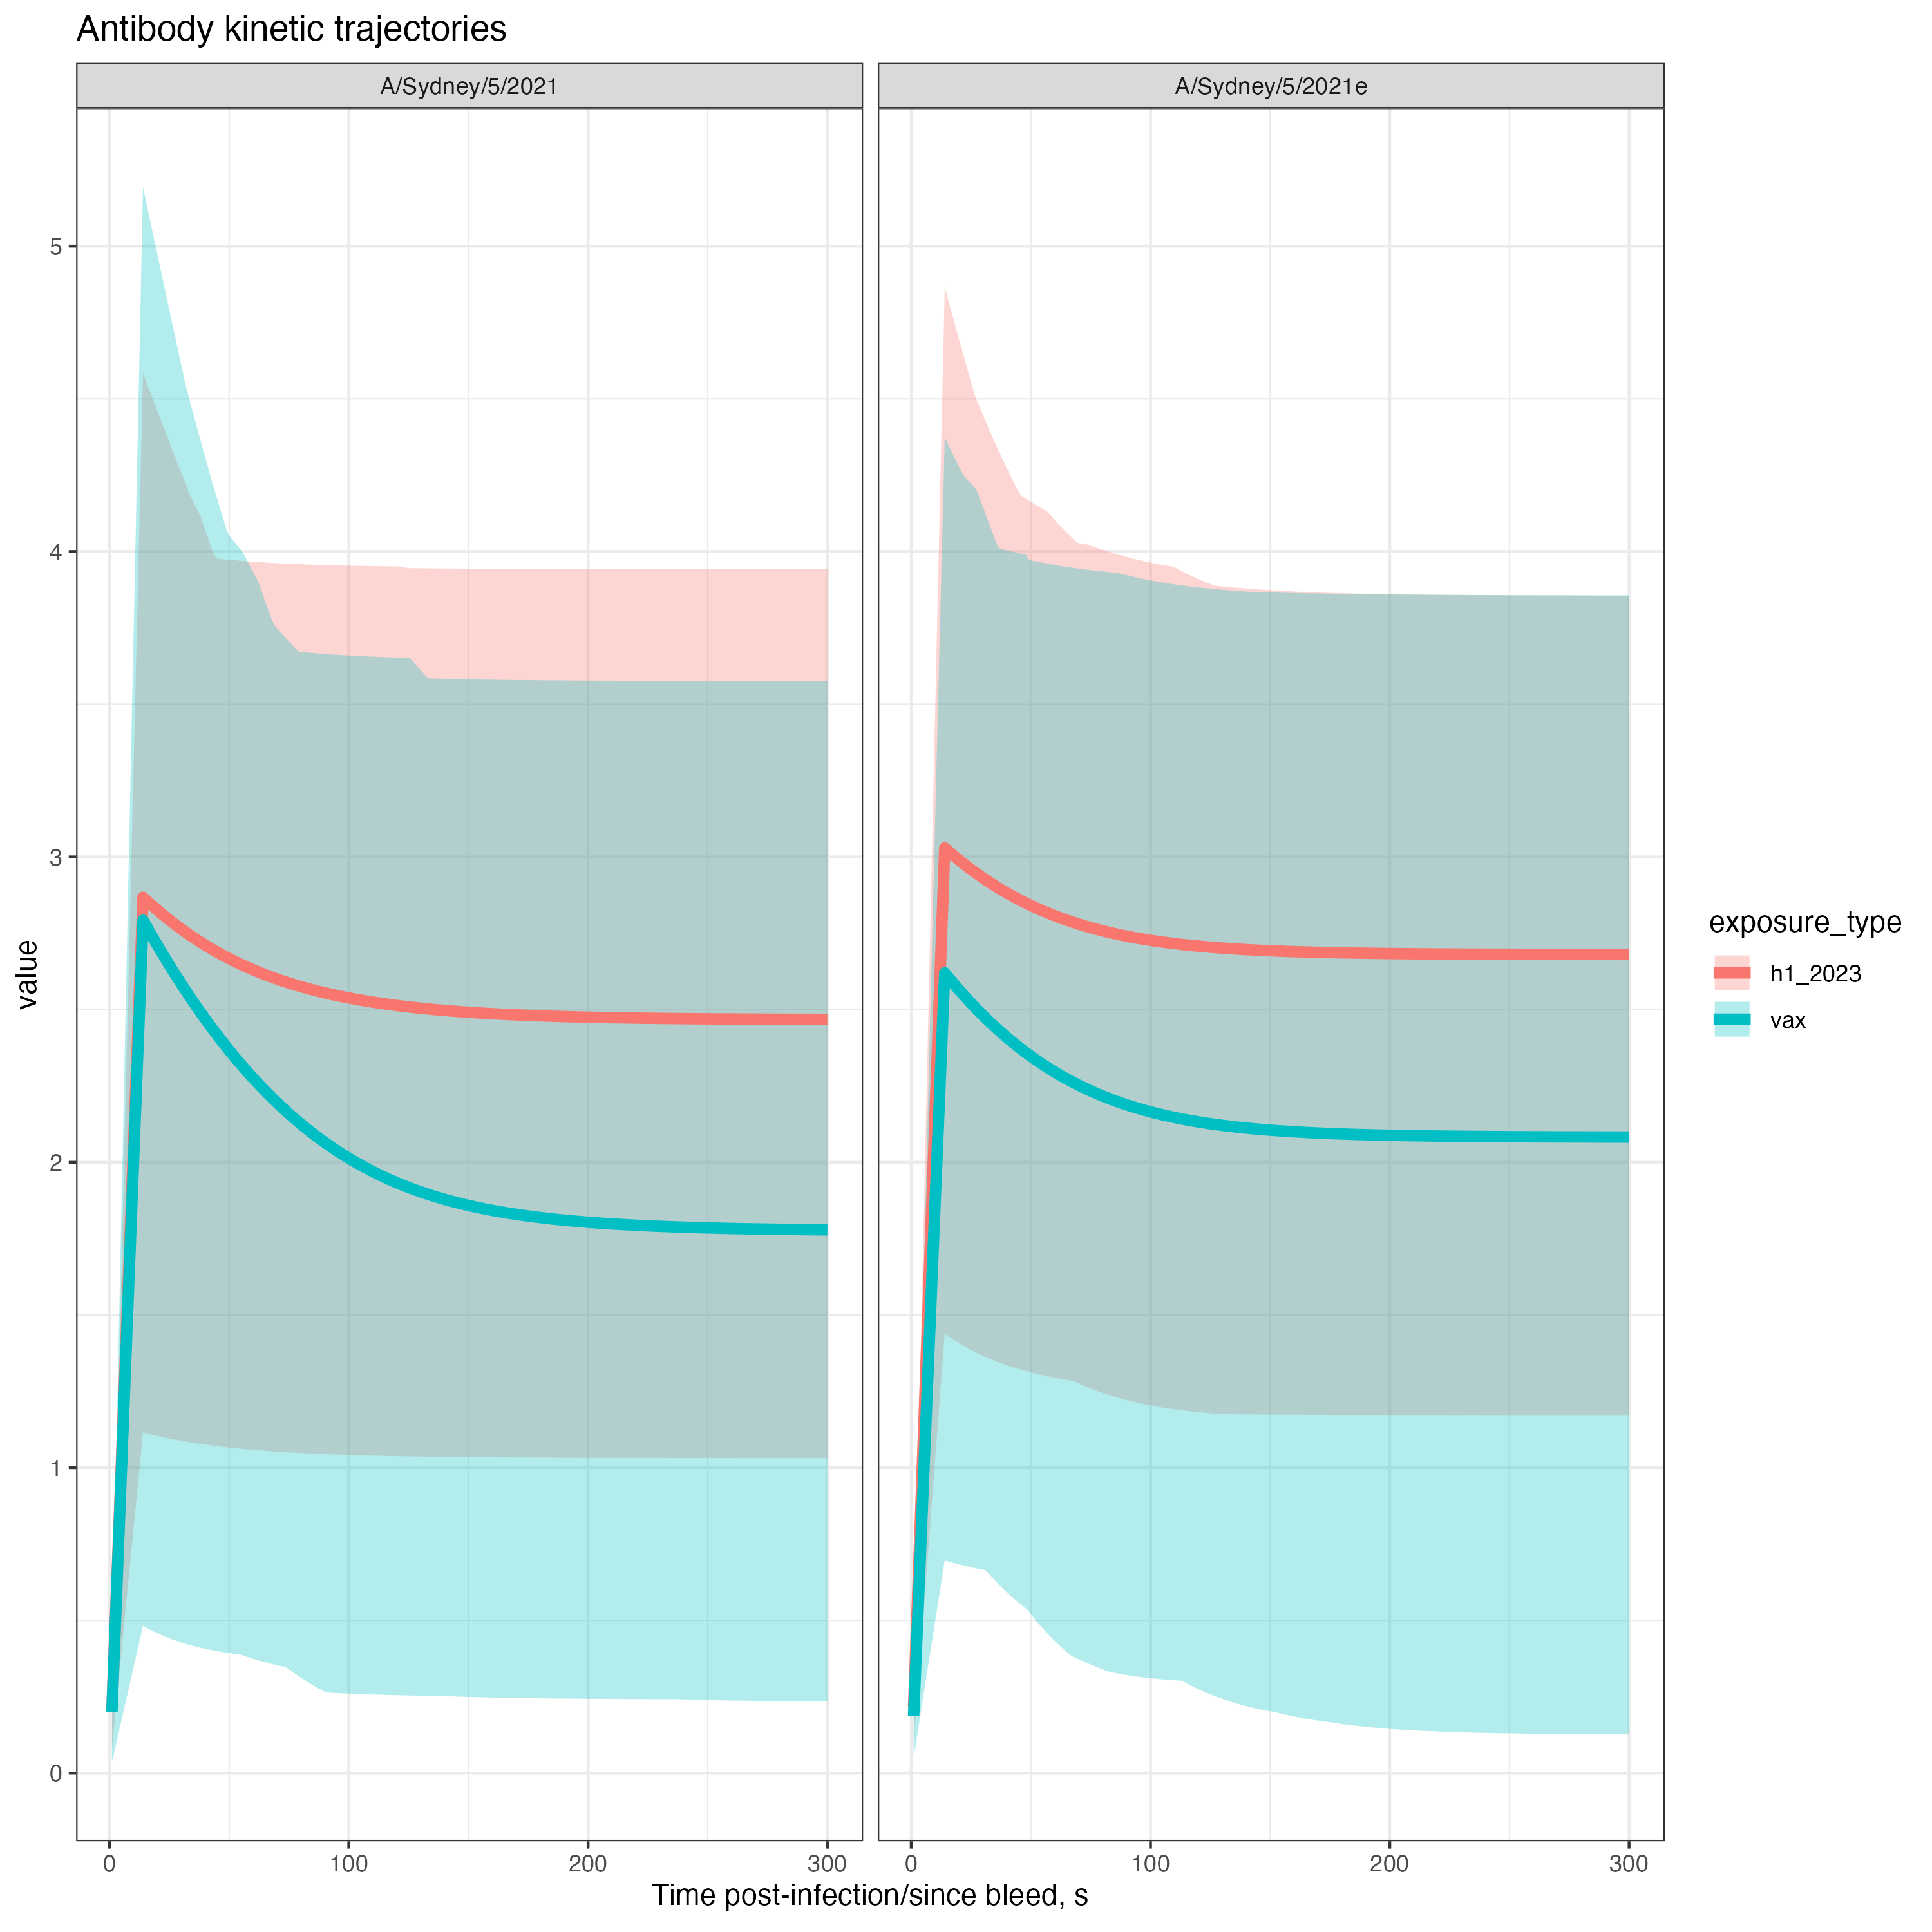 Antibody kinetic trajectories
A/Sydney/5/2021
A/Sydney/5/2021e
value
5
4
3
2
1
0
0 100 200 300
0 100 200 300
Time post-infection/since bleed, s
exposure_type
h1_2023
vax